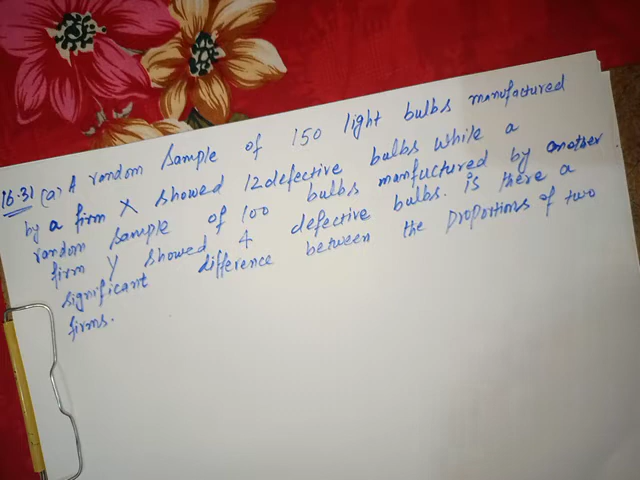 16.31 (a) A random sample of 150 light bulbs manufactured
by a firm X showed 12 defective bulbs while a
random sample of 100 bulbs manfuctured by another
firm Y showed 4 defective bulbs. is there a
significant difference between the proportions of two
firms.